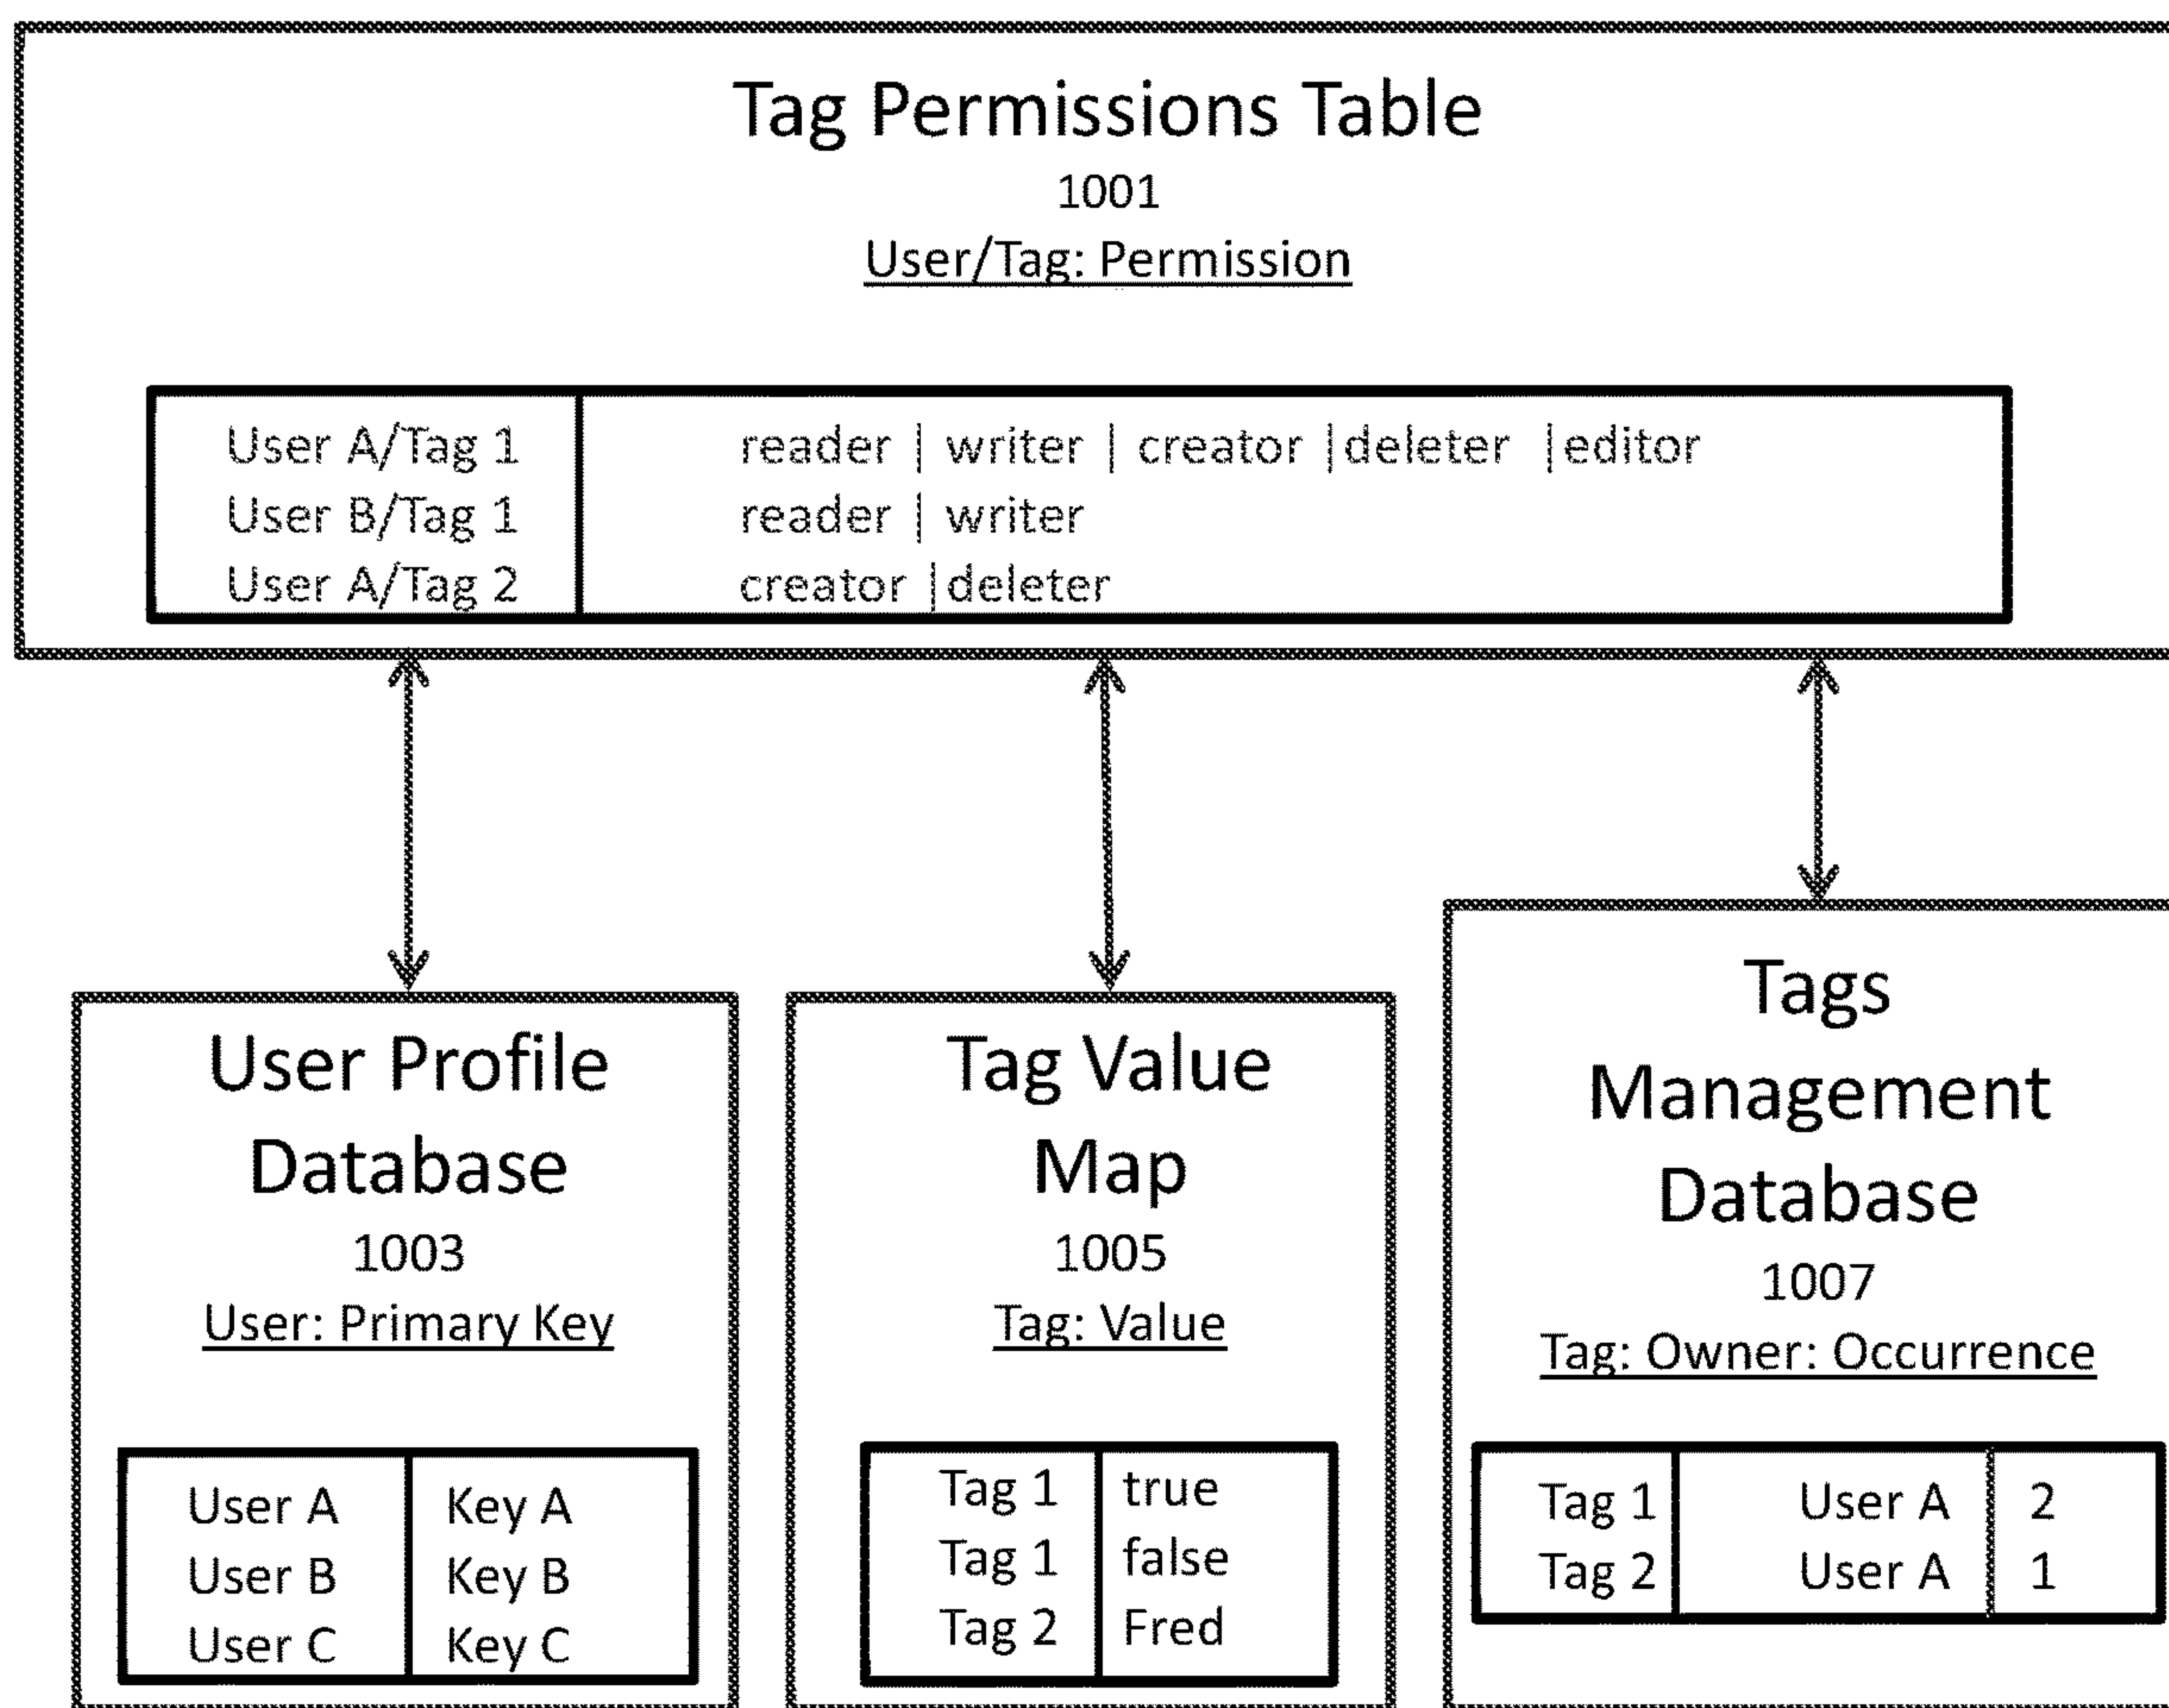 Tag Permissions Table
1001
User/Tag: Permission
User A/Tag 1 reader | writer | creator |deleter |editor
User B/Tag 1 reader | writer
User A/Tag 2 creator |deleter
User Profile
Database
1003
User: Primary Key
User A Key A
User B Key B
User C Key C
Tag Value
Map
1005
Tag: Value
Tag 1 true
Tag 1 false
Tag 2 Fred
Tags
Management
Database
1007
Tag: Owner: Occurrence
Tag 1 User A 2
Tag 2 User A 1